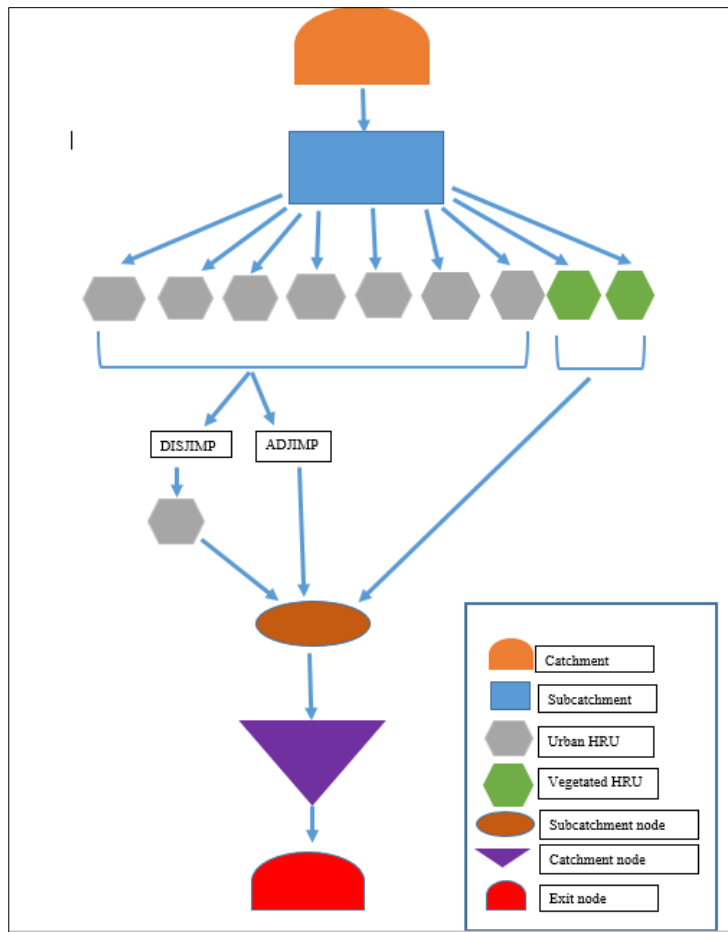 DISJIMP
ADJIMP
Catchment
Subcatchment
Urban HRU
Vegetated HRU
Subcatchment node
Catchment node
Exit node